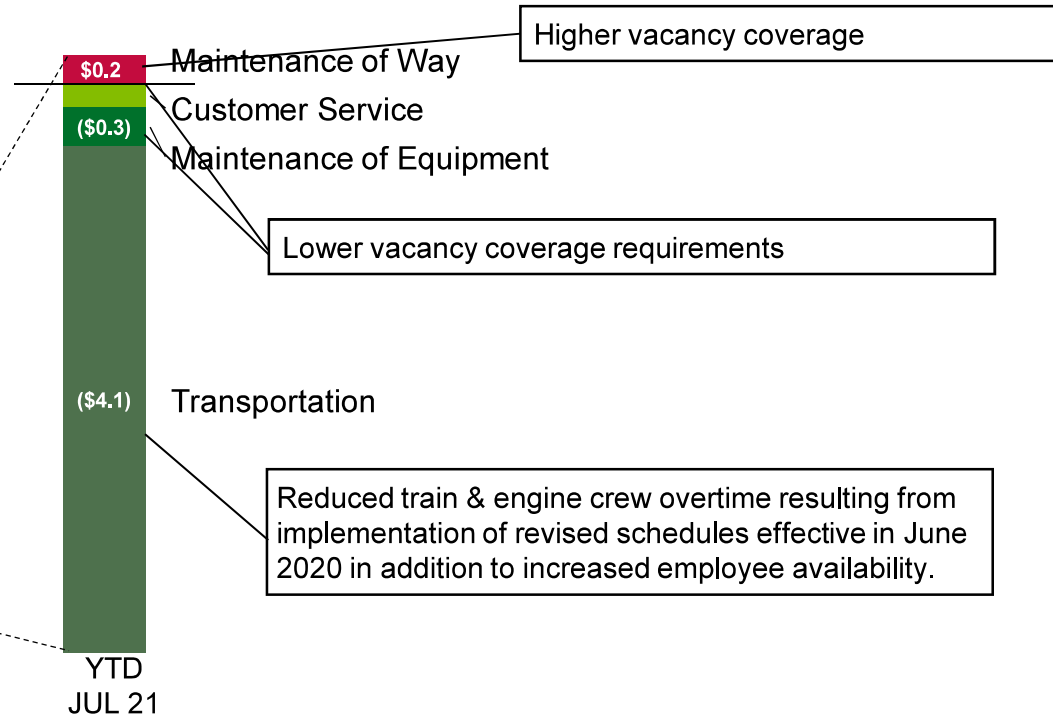 Higher vacancy coverage
$0.2
Maintenance of Way
Customer Service
($0.3)
Maintenance of Equipment
Lower vacancy coverage requirements
($4.1)
Transportation
Reduced train & engine crew overtime resulting from
implementation of revised schedules effective in June
2020 in addition to increased employee availability.
YTD
JUL 21